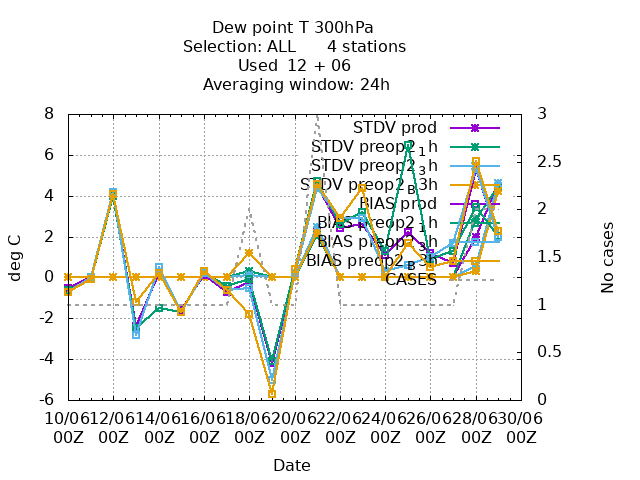 Dew point T 300hPa
Selection: ALL 4 stations
Used 12 + 06
Averaging window: 24h
8
6
4
2
0
-2
-4
-6
3
2.5
2
1.5
1
0.5
0
deg C
No cases
STDV prod
STDV preop2_1h
STDV preop2_3h
STDV preop2_B3h
BIAS prod
BIAS preop2_1h
BIAS preop2_3h
BIAS preop2_B3h
CASES
10/06 12/06 14/06 16/06 18/06 20/06 22/06 24/06 26/06 28/06 30/06
00Z 00Z 00Z 00Z 00Z 00Z 00Z 00Z 00Z 00Z 00Z
Date